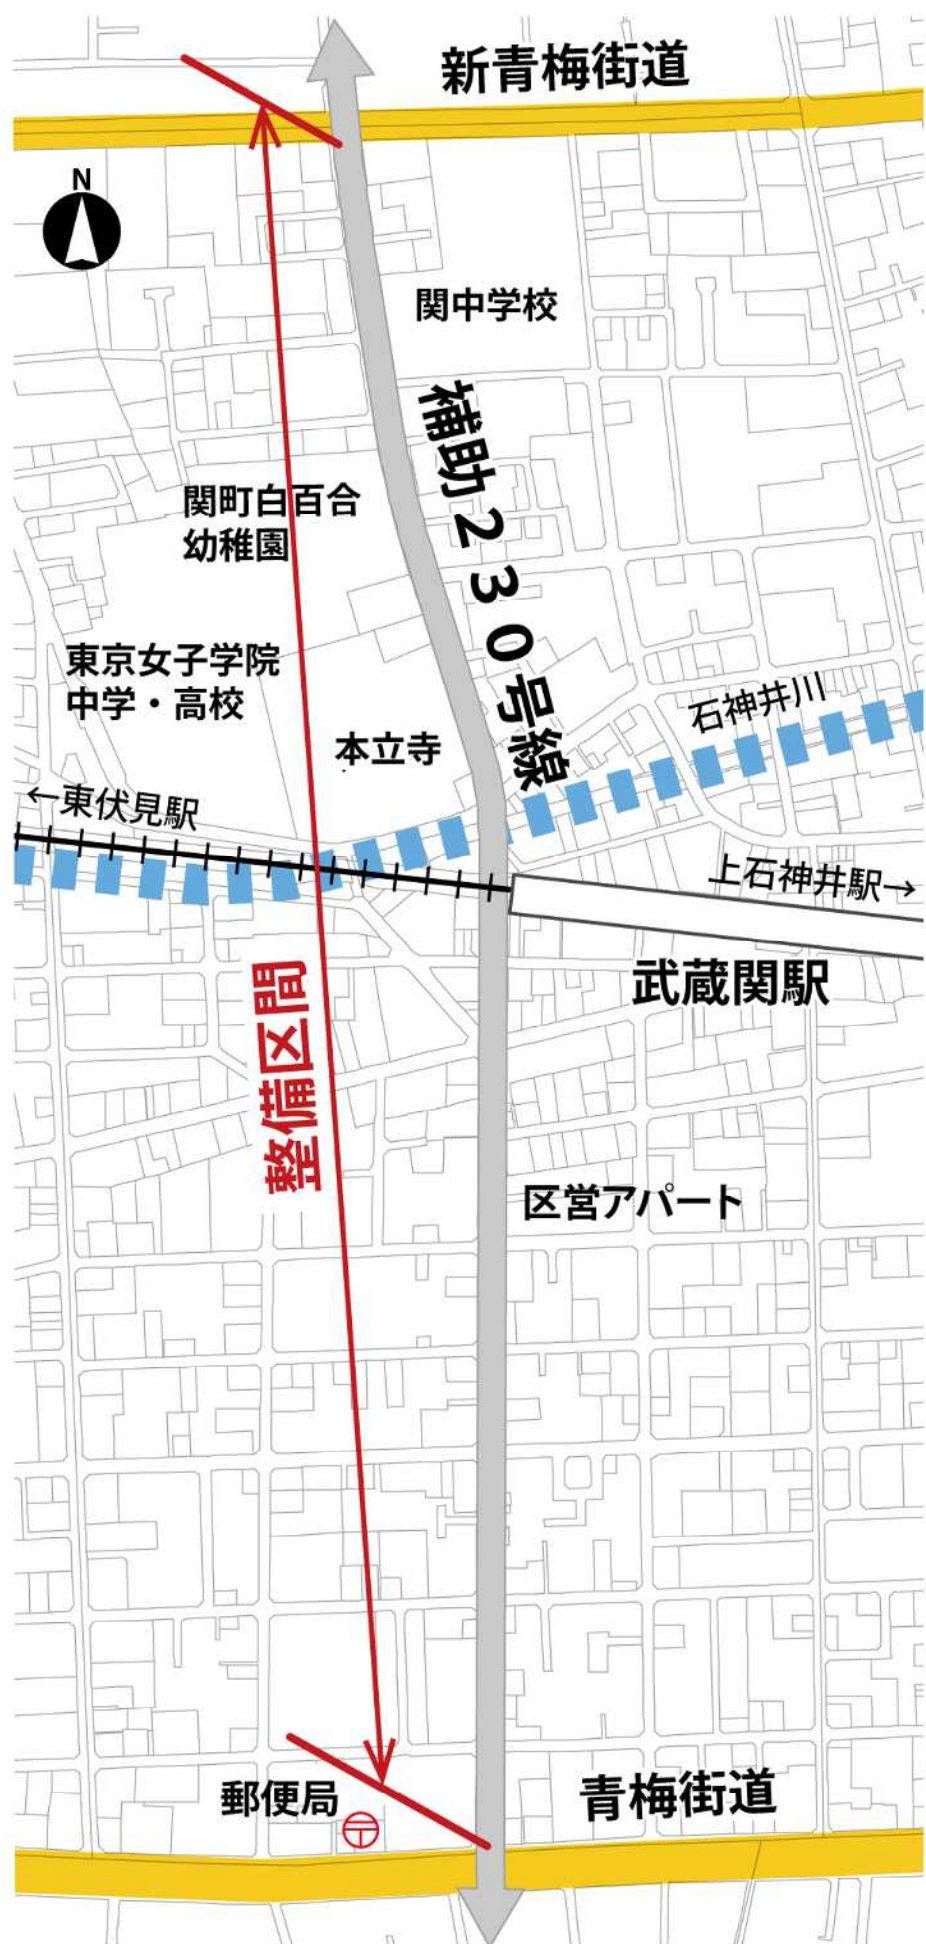 新青梅街道
N
関中学校
補助230号線
関町白百合
幼稚園
東京女子学院
中学・高校
石神井川
本立寺
←東伏見駅
上石神井駅→
武蔵関駅
整備区間
区営アパート
青梅街道
郵便局
〒